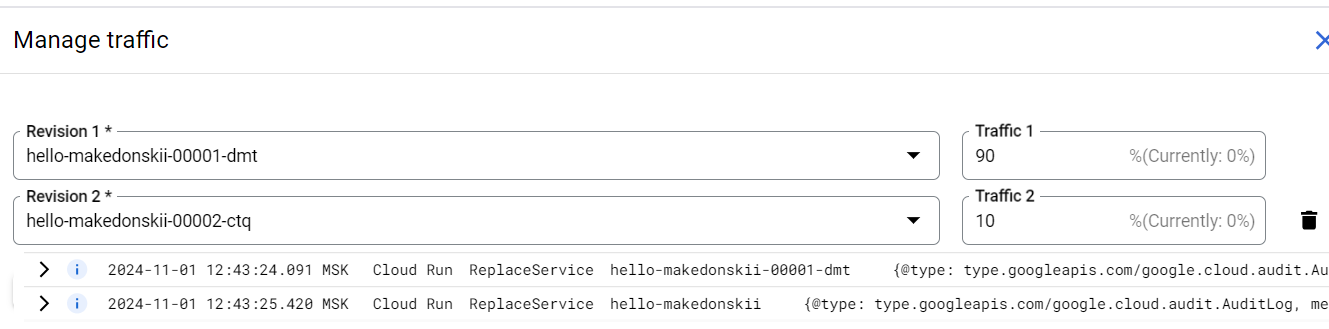 Manage traffic
Revision 1 *
Traffic 1
hello-makedonskii-00001-dmt
90 %(Currently: 0%)
Revision 2 *
Traffic 2
hello-makedonskii-00002-ctq
10 %(Currently: 0%)
2024-11-01 12:43:24.091 MSK Cloud Run ReplaceService hello-makedonskii-00001-dmt {@type: type.googleapis.com/google.cloud.audit.Au
2024-11-01 12:43:25.420 MSK Cloud Run ReplaceService hello-makedonskii {@type: type.googleapis.com/google.cloud.audit.AuditLog, me